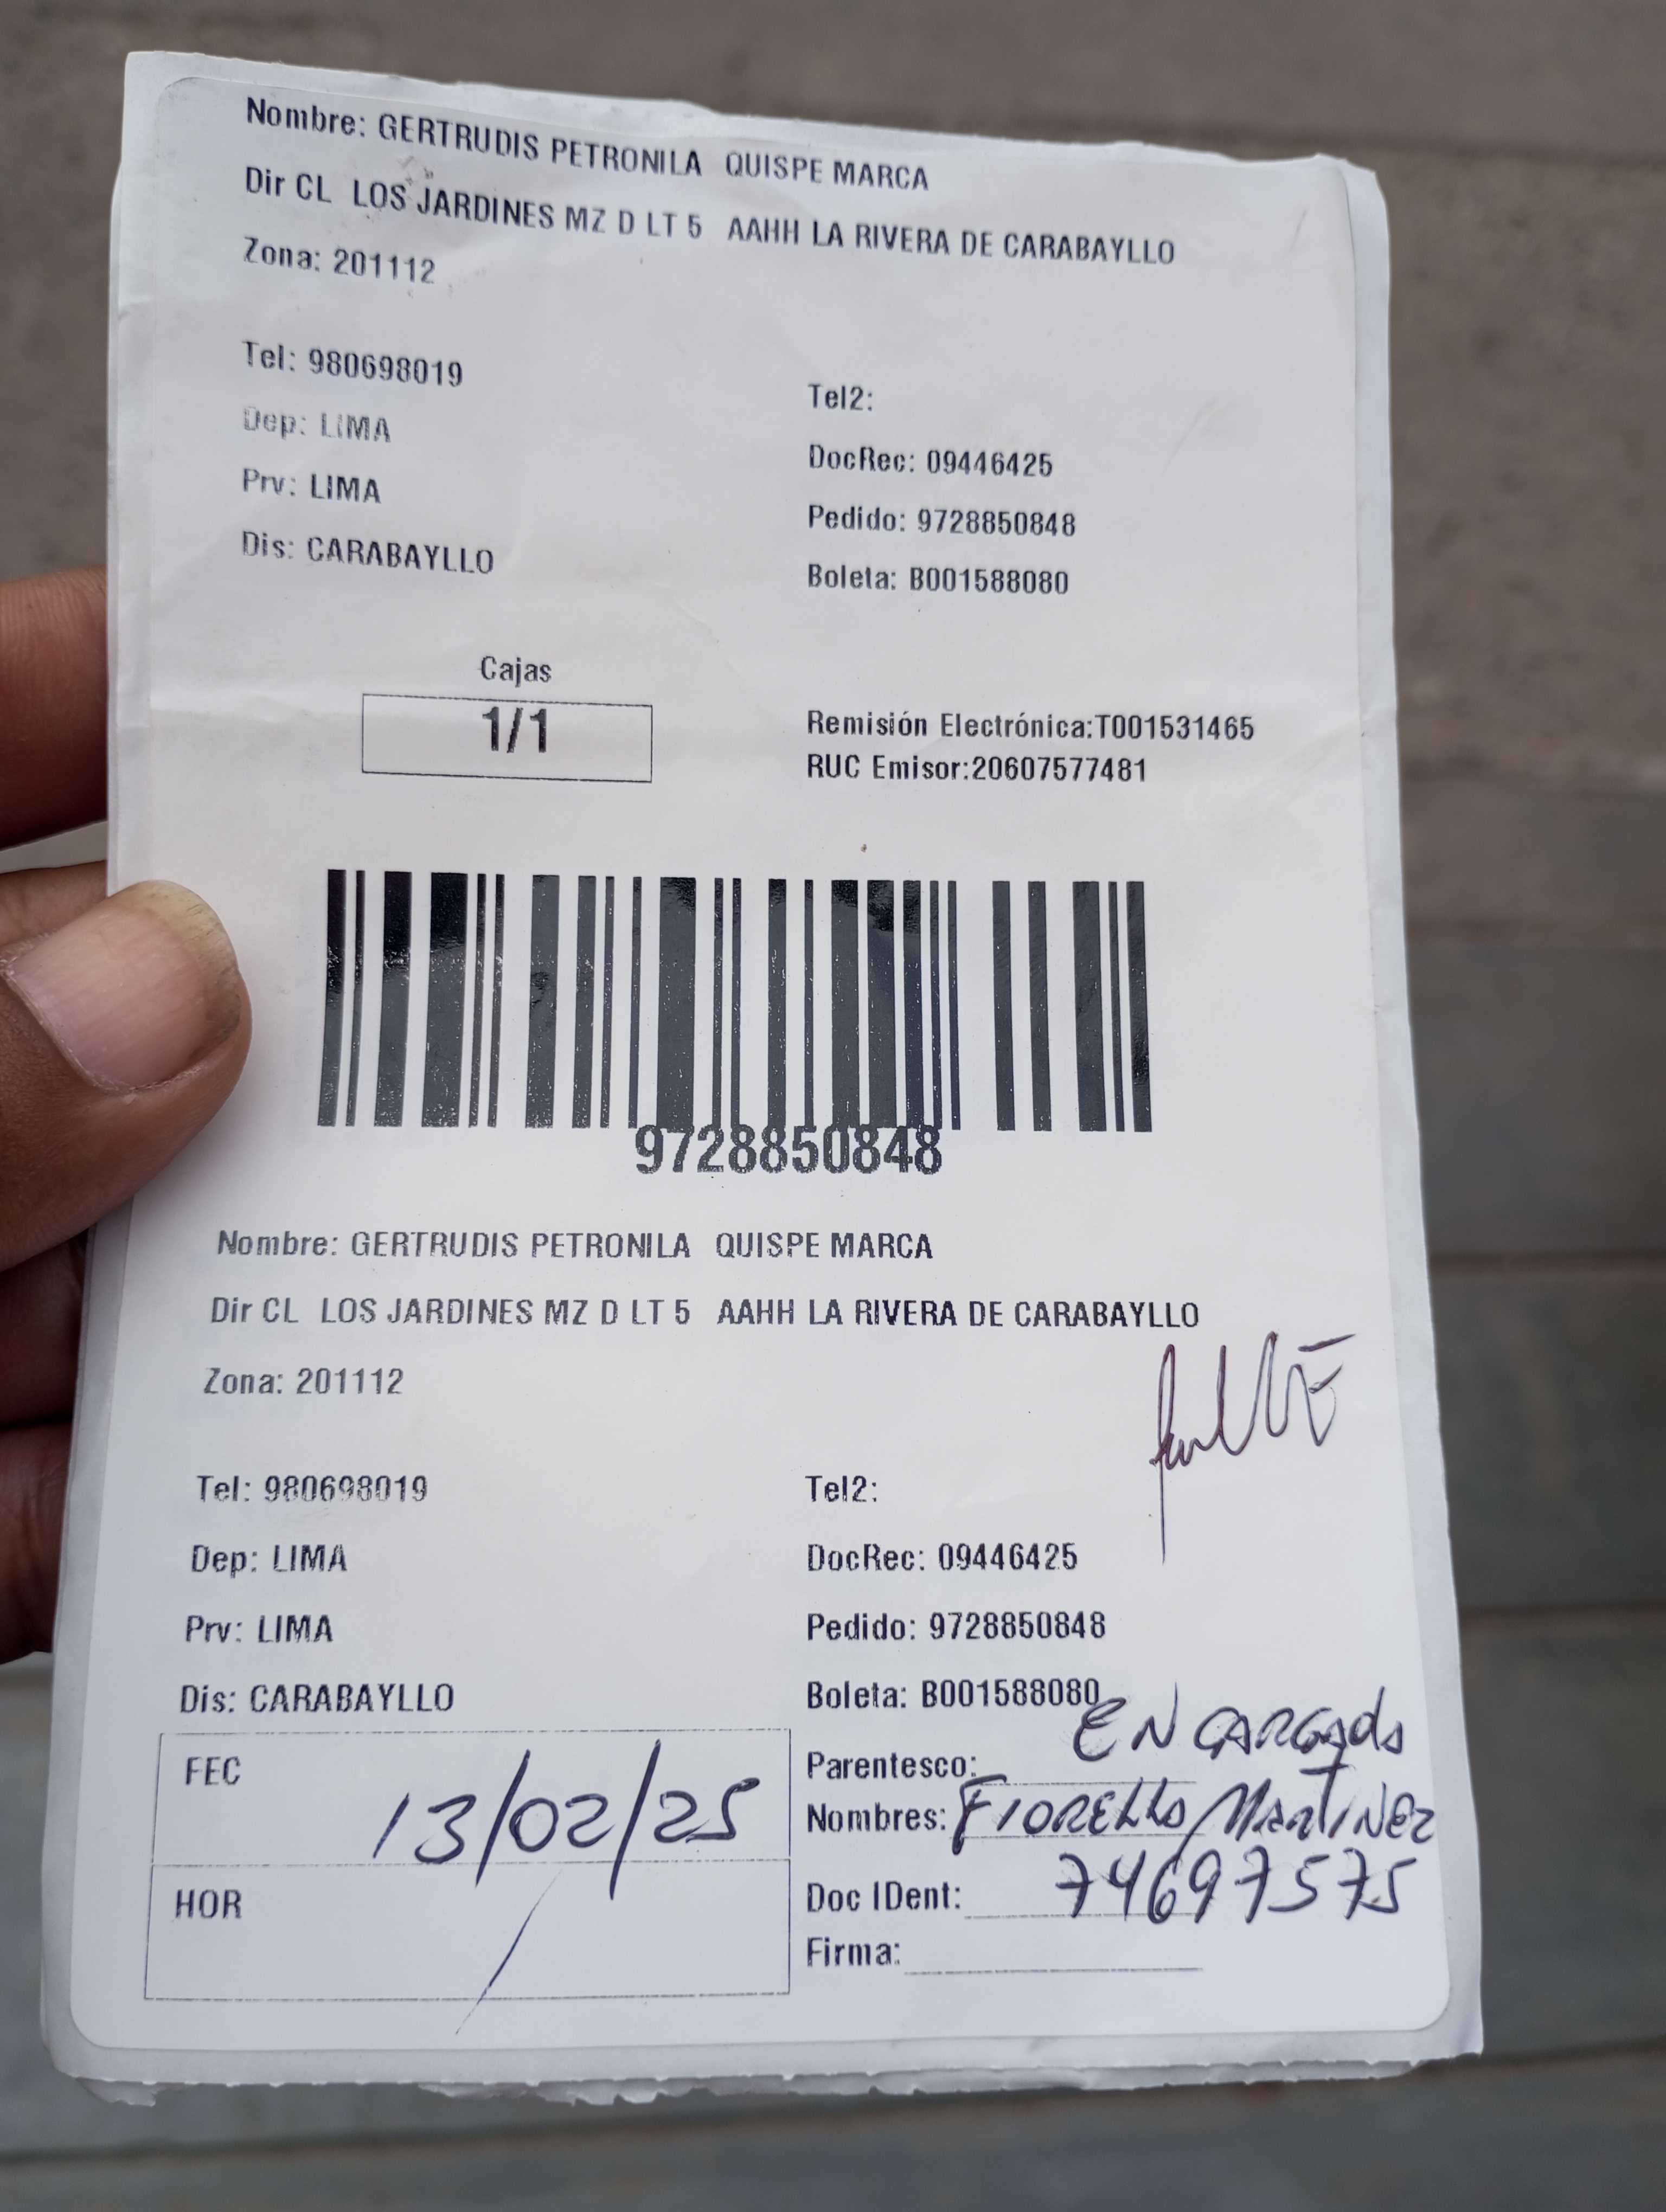 Nombre: GERTRUDIS PETRONILA QUISPE MARCA
Dir CL LOS JARDINES MZ D LT 5 AAHH LA RIVERA DE CARABAYLLO
Zona: 201112
Tel: 980698019
Tel2:
Dep: LIMA
DocRec: 09446425
Prv: LIMA
Pedido: 9728850848
Dis: CARABAYLLO
Boleta: B001588080
Cajas
1/1
Remisión Electrónica:T001531465
RUC Emisor:20607577481
9728850848
Nombre: GERTRUDIS PETRONILA QUISPE MARCA
Dir CL LOS JARDINES MZ D LT 5 AAHH LA RIVERA DE CARABAYLLO
Zona: 201112
Tel: 980698019
Tel2:
Dep: LIMA
DocRec: 09446425
Prv: LIMA
Pedido: 9728850848
Dis: CARABAYLLO
Boleta: B001588080
FEC 13/02/25
HOR
Parentesco: ENCARGADA
Nombres: FIORELLA MARTINEZ
Doc IDent: 74697575
Firma: